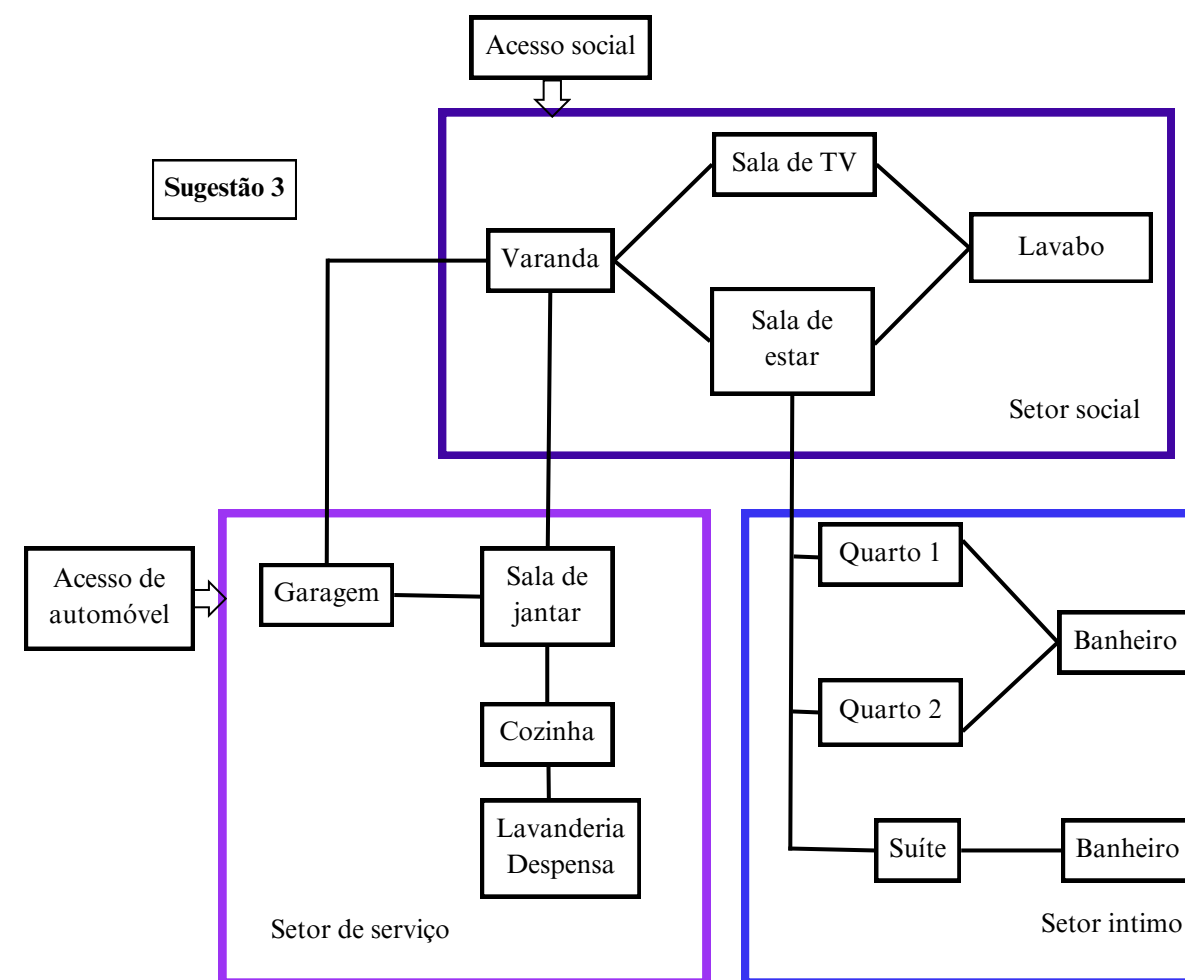 Acesso social
Sugestão 3
Sala de TV
Varanda
Lavabo
Sala de
estar
Setor social
Acesso de
automóvel
Garagem
Sala de
jantar
Cozinha
Lavanderia
Despensa
Setor de serviço
Quarto 1
Banheiro
Quarto 2
Suíte
Banheiro
Setor intimo